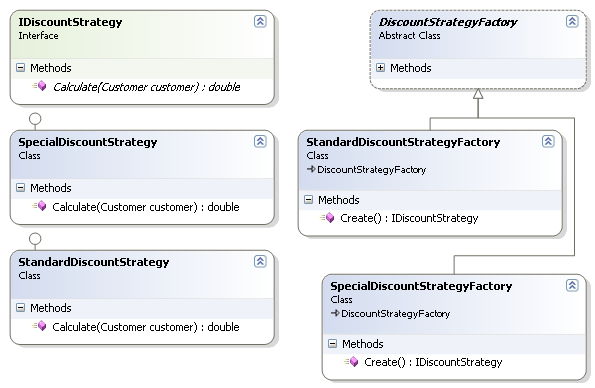 IDiscountStrategy
Interface
Methods
Calculate(Customer customer) : double
SpecialDiscountStrategy
Class
Methods
Calculate(Customer customer) : double
StandardDiscountStrategy
Class
Methods
Calculate(Customer customer) : double
DiscountStrategyFactory
Abstract Class
Methods
StandardDiscountStrategyFactory
Class
DiscountStrategyFactory
Methods
Create() : IDiscountStrategy
SpecialDiscountStrategyFactory
Class
DiscountStrategyFactory
Methods
Create() : IDiscountStrategy